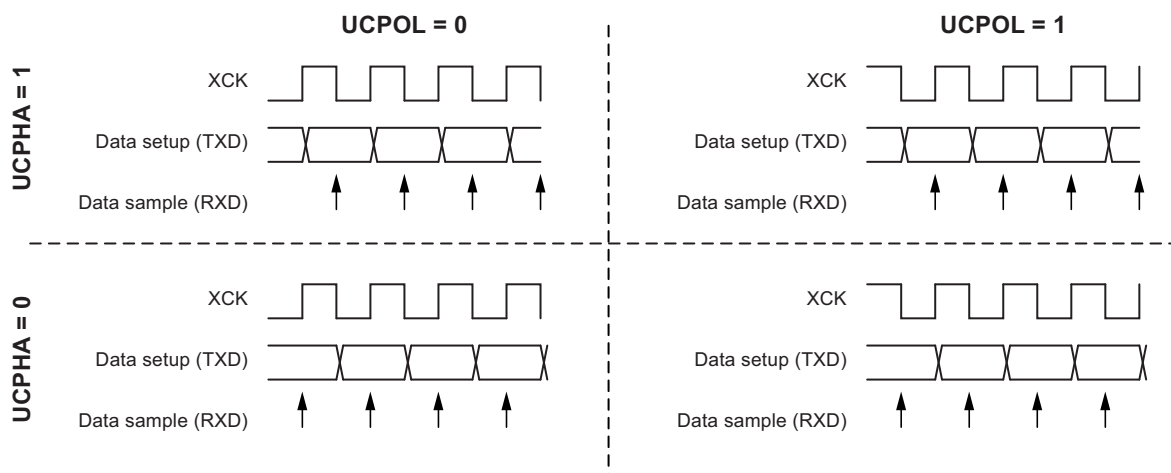 UCPOL = 0
UCPOL = 1
UCPHA = 1
XCK
Data setup (TXD)
Data sample (RXD)
XCK
Data setup (TXD)
Data sample (RXD)
UCPHA = 0
XCK
Data setup (TXD)
Data sample (RXD)
XCK
Data setup (TXD)
Data sample (RXD)